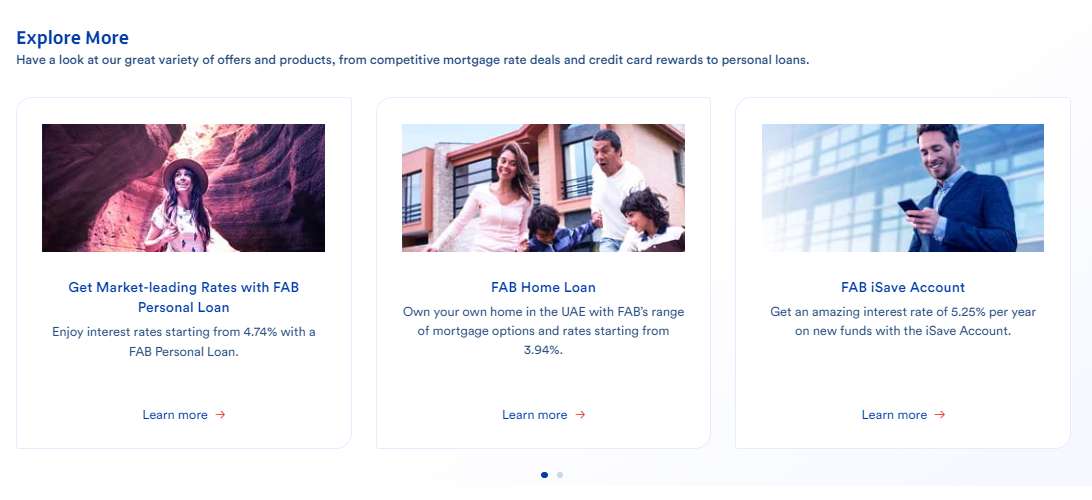 Explore More
Have a look at our great variety of offers and products, from competitive mortgage rate deals and credit card rewards to personal loans.
Get Market-leading Rates with FAB
Personal Loan
Enjoy interest rates starting from 4.74% with a
FAB Personal Loan.
Learn more →
FAB Home Loan
Own your own home in the UAE with FAB's range
of mortgage options and rates starting from
3.94%.
Learn more →
FAB iSave Account
Get an amazing interest rate of 5.25% per year
on new funds with the iSave Account.
Learn more →